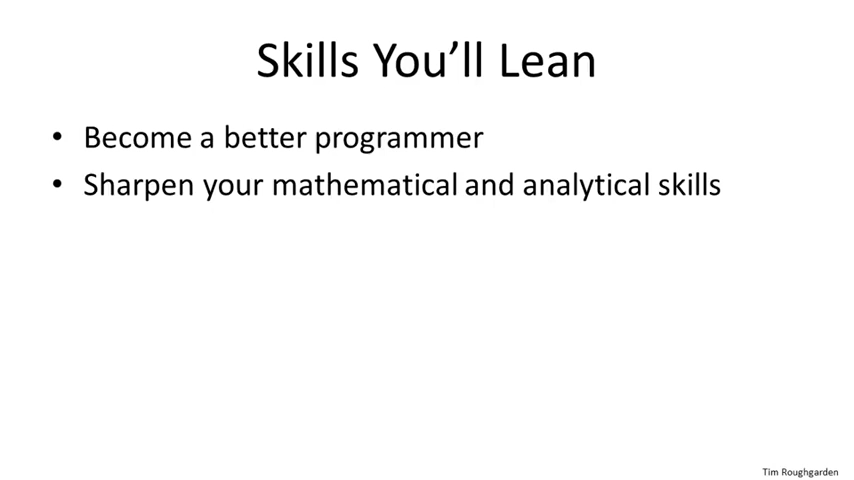 Skills You’ll Lean
• Become a better programmer
• Sharpen your mathematical and analytical skills
Tim Roughgarden